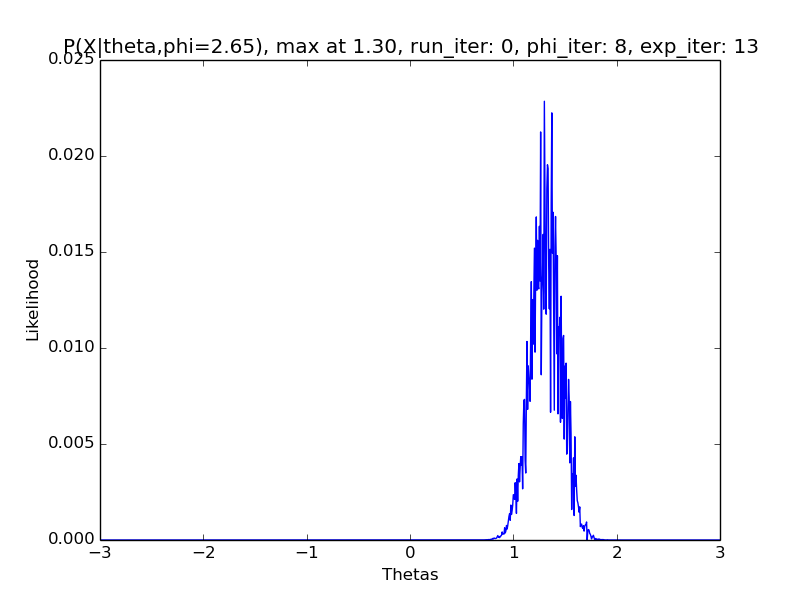 P(X|theta,phi=2.65), max at 1.30, run_iter: 0, phi_iter: 8, exp_iter: 13
0.025
0.020
0.015
0.010
0.005
0.000
Likelihood
−3 −2 −1 0 1 2 3
Thetas